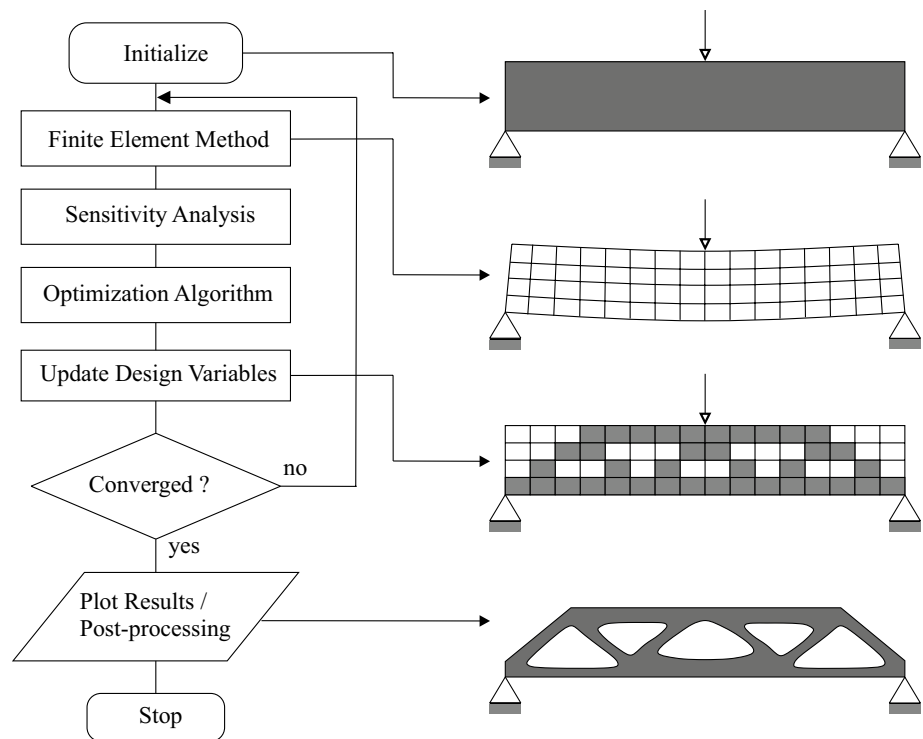 Initialize
Finite Element Method
Sensitivity Analysis
Optimization Algorithm
Update Design Variables
Converged ?
no
yes
Plot Results /
Post-processing
Stop